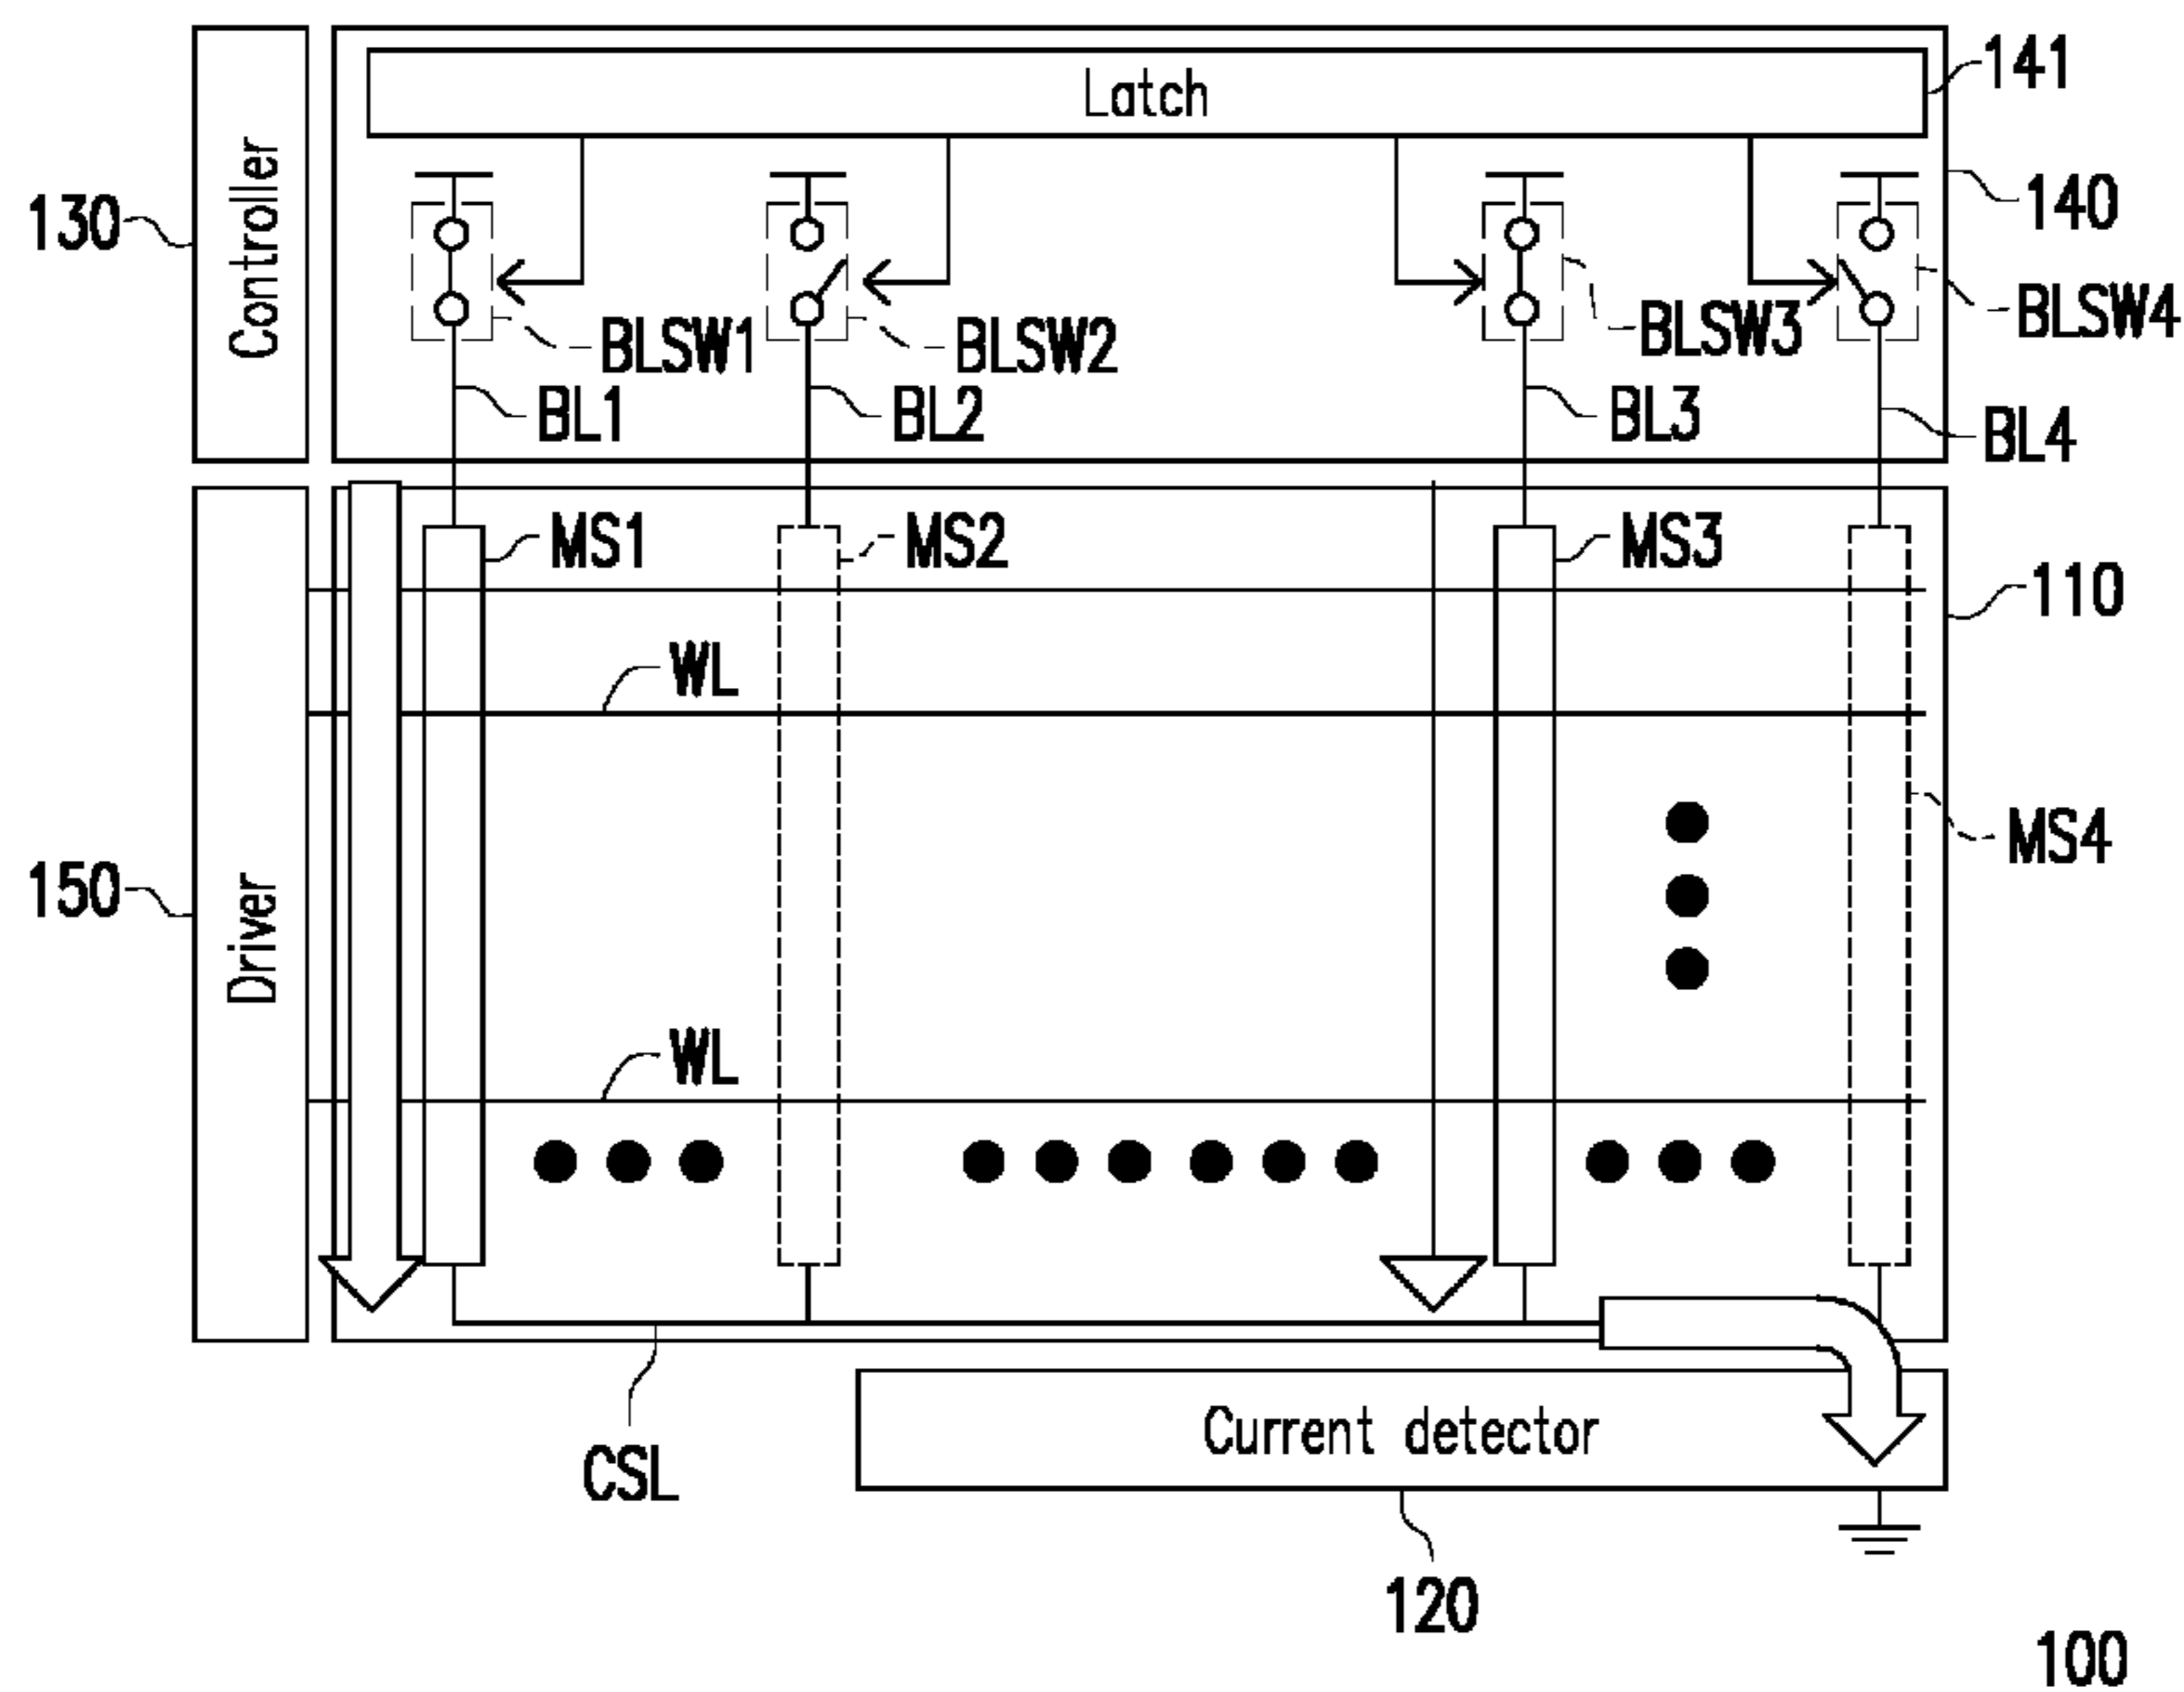 Latch
141
130
Controller
140
BLSW1
BLSW2
BLSW3
BLSW4
BL1
BL2
BL3
BL4
MS1
MS2
MS3
110
WL
MS4
150
Driver
WL
Current detector
CSL
120
100